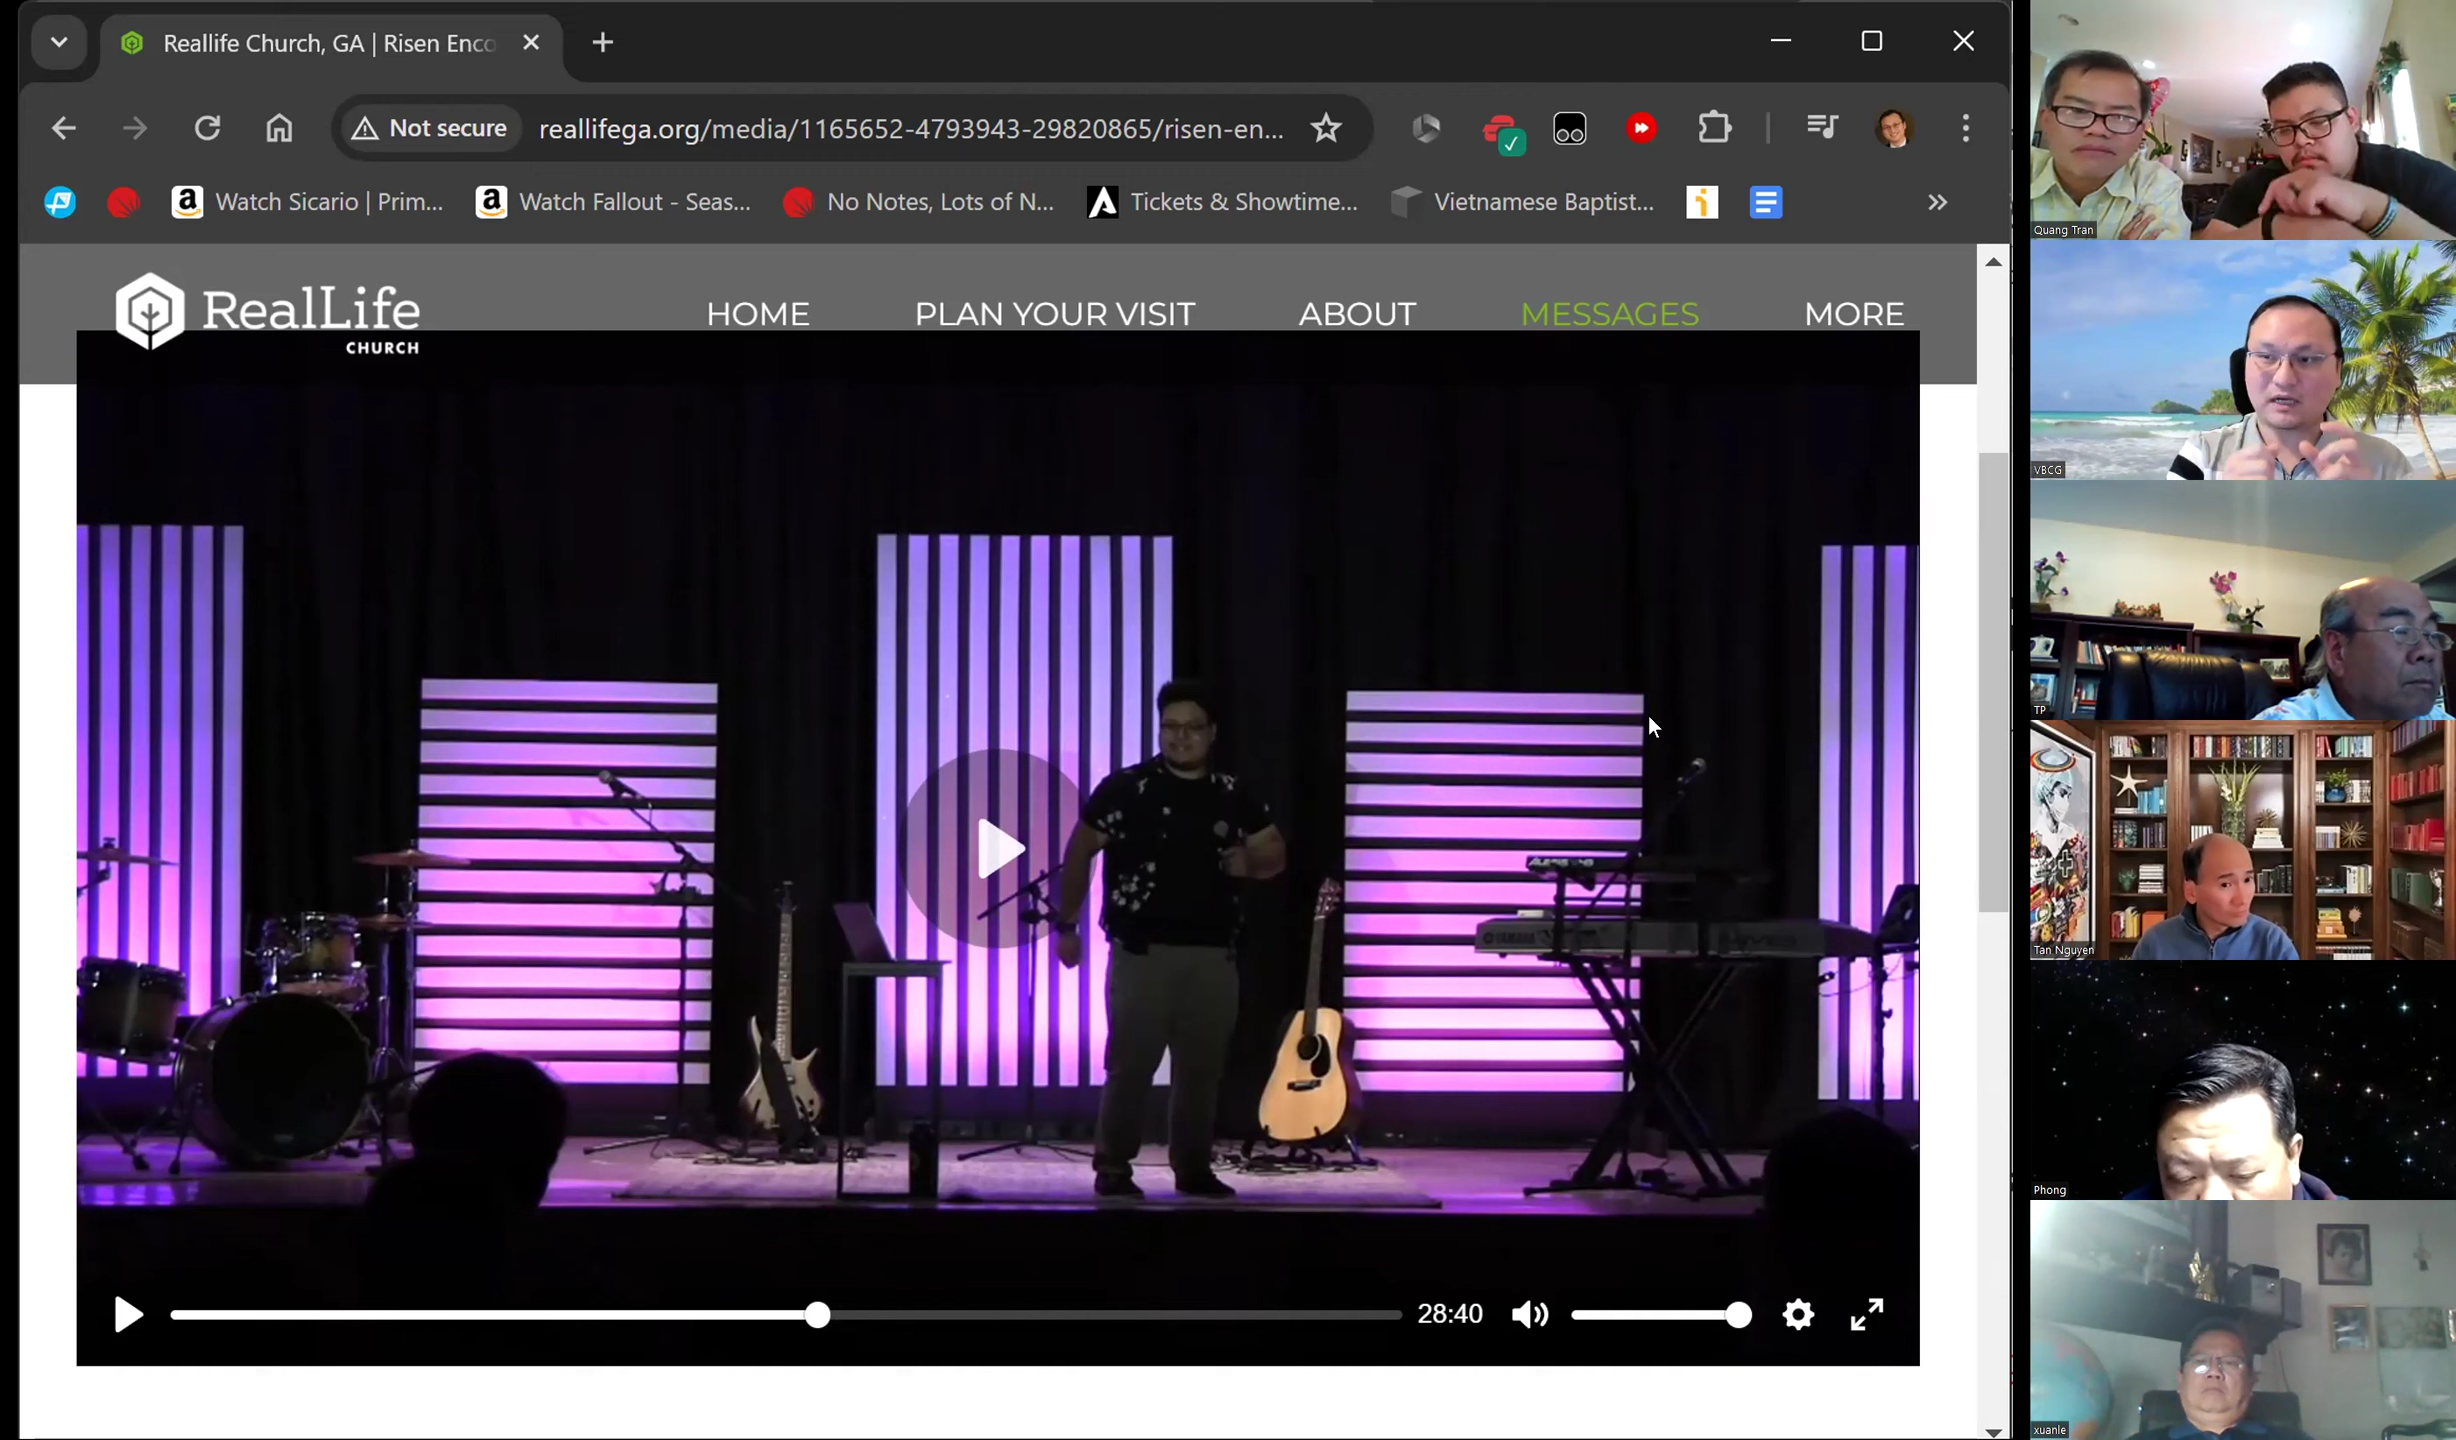 Reallife Church, GA | Risen Enco
Not secure
reallifega.org/media/1165652-4793943-29820865/risen-en...
Watch Sicario | Prim...
Watch Fallout - Seas...
No Notes, Lots of N...
Tickets & Showtime...
Vietnamese Baptist...
RealLife
CHURCH
HOME
PLAN YOUR VISIT
ABOUT
MESSAGES
MORE
28:40
Quang Tran
VBCG
TP
Tan Nguyen
Phong
xuanle